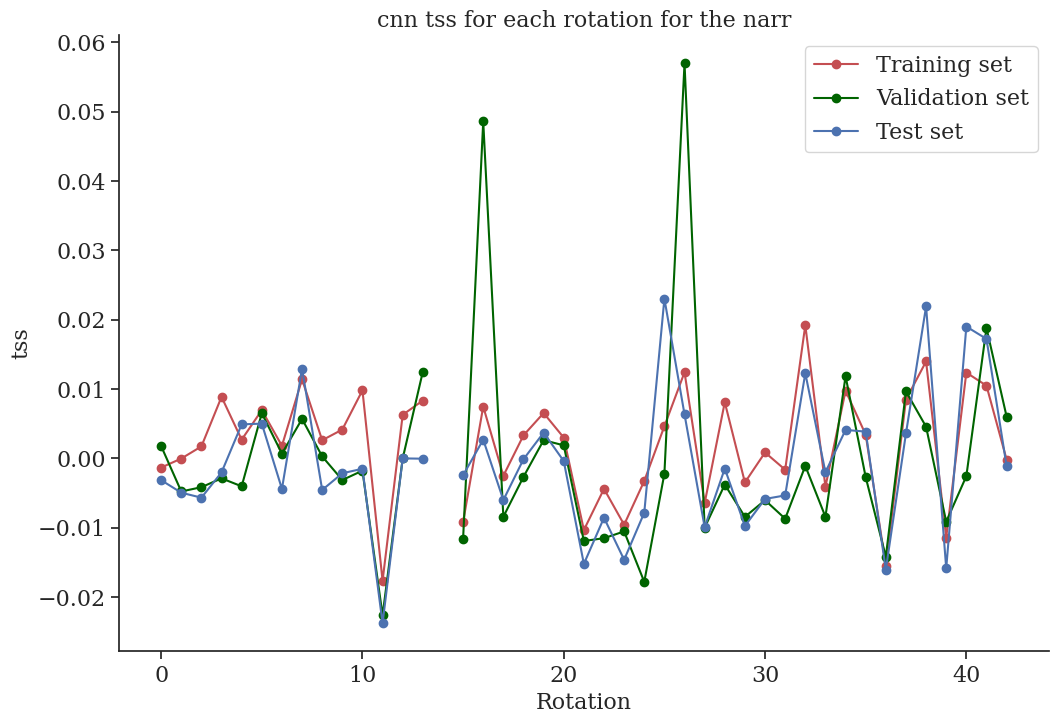 cnn tss for each rotation for the narr
Training set
Validation set
Test set
tss
0.06
0.05
0.04
0.03
0.02
0.01
0.00
−0.01
−0.02
0
10
20
30
40
Rotation